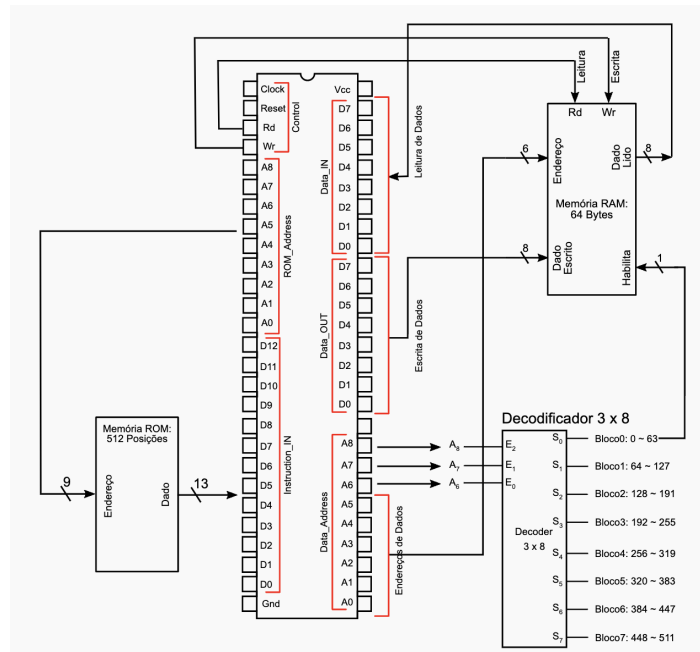 Leitura
Escrita
Clock
Reset
Rd
Wr
Control
A8
A7
A6
A5
A4
A3
A2
A1
A0
ROM_Address
D12
D11
D10
D9
D8
D7
D6
D5
D4
D3
D2
D1
D0
Instruction_IN
Gnd
Vcc
D7
D6
D5
D4
D3
D2
D1
D0
Data_IN
Leitura de Dados
D7
D6
D5
D4
D3
D2
D1
D0
Data_OUT
Escrita de Dados
A8
A7
A6
A5
A4
A3
A2
A1
A0
Data_Address
Endereços de Dados
Memória ROM:
512 Posições
Endereço
Dado
9
13
Rd
Wr
Endereço
Dado
Lido
Memória RAM:
64 Bytes
Dado
Escrito
Habilita
6
8
8
1
Decodificador 3 x 8
A8
A7
A6
E2
E1
E0
Decoder
3 x 8
S0 Bloco0: 0 ~ 63
S1 Bloco1: 64 ~ 127
S2 Bloco2: 128 ~ 191
S3 Bloco3: 192 ~ 255
S4 Bloco4: 256 ~ 319
S5 Bloco5: 320 ~ 383
S6 Bloco6: 384 ~ 447
S7 Bloco7: 448 ~ 511